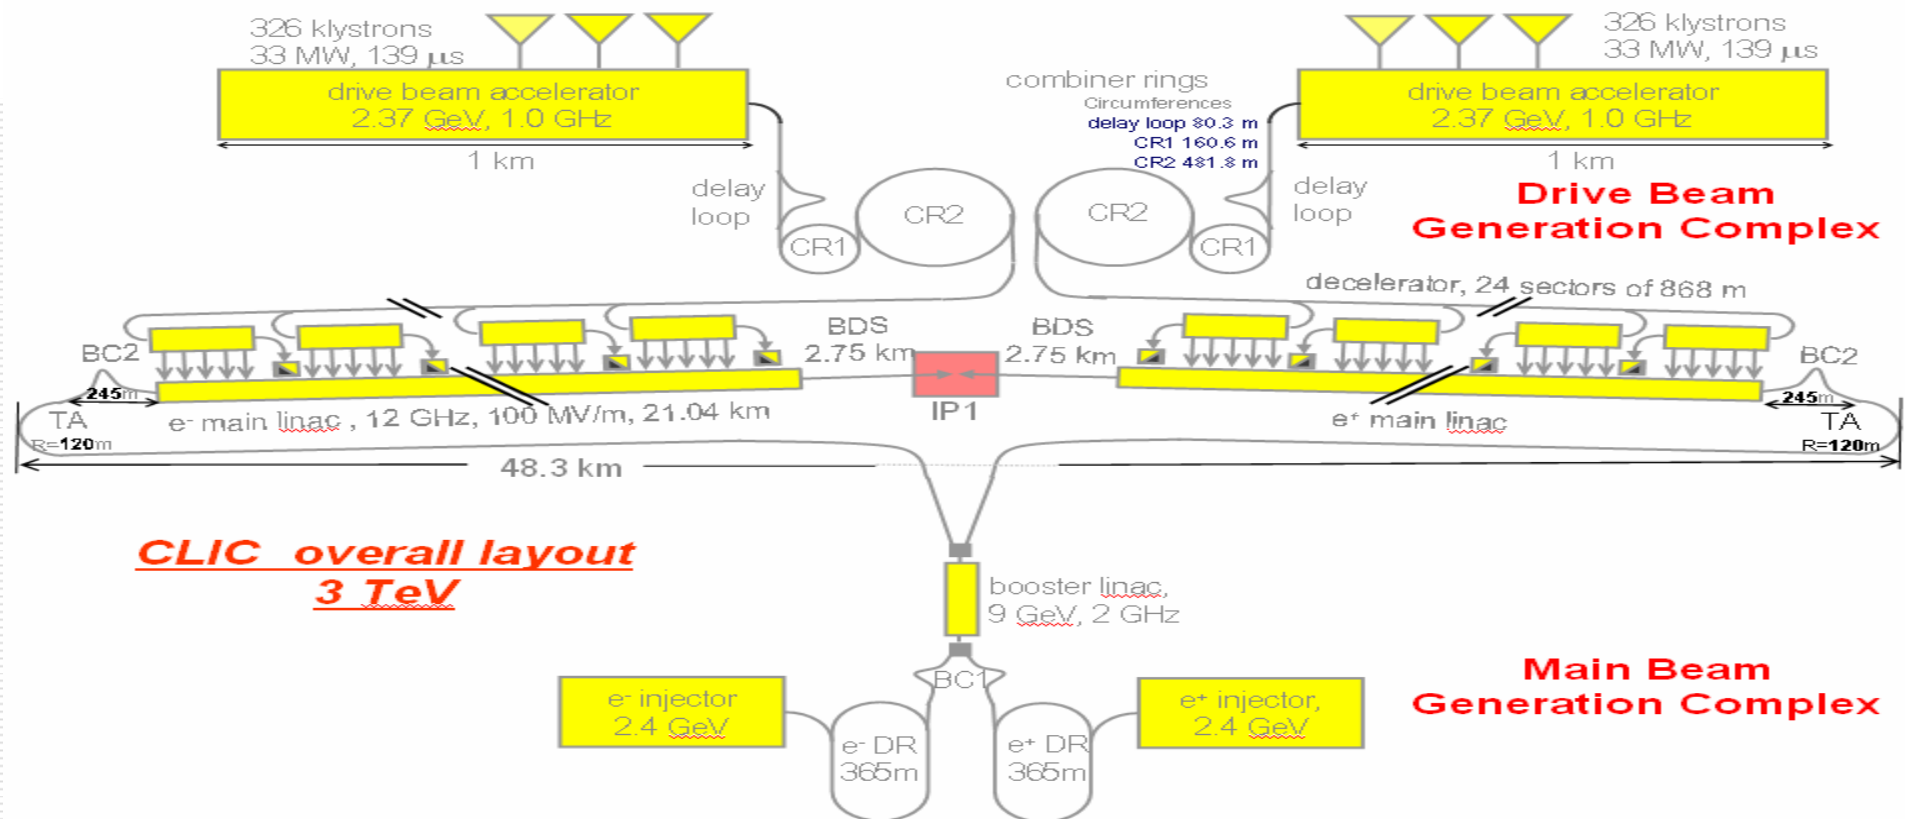 326 klystrons
33 MW, 139 μs
drive beam accelerator
2.37 GeV, 1.0 GHz
1 km
combiner rings
Circumferences
delay loop 80.3 m
CR1 160.6 m
CR2 481.8 m
326 klystrons
33 MW, 139 μs
drive beam accelerator
2.37 GeV, 1.0 GHz
1 km
delay
loop
CR1
CR2
CR2
CR1
delay
loop
Drive Beam
Generation Complex
decelerator, 24 sectors of 868 m
BC2
BDS
2.75 km
BDS
2.75 km
BC2
245m
TA
R=120m
e⁻ main linac , 12 GHz, 100 MV/m, 21.04 km
IP1
e⁺ main linac
245m
TA
R=120m
48.3 km
CLIC overall layout
3 TeV
booster linac,
9 GeV, 2 GHz
BC1
e⁻ injector
2.4 GeV
e⁻ DR
365m
e⁺ DR
365m
e⁺ injector,
2.4 GeV
Main Beam
Generation Complex